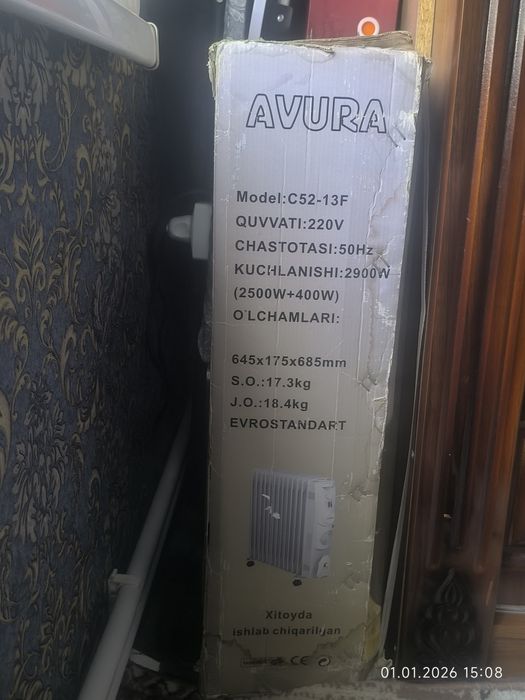 AVURA
Model:C52-13F
QUVVATI:220V
CHASTOTASI:50Hz
KUCHLANISHI:2900W
(2500W+400W)
O'LCHAMLARI:
645x175x685mm
S.O.:17.3kg
J.O.:18.4kg
EVROSTANDART
Xitoyda
ishlab chiqarilgan
CE
01.01.2026 15:08